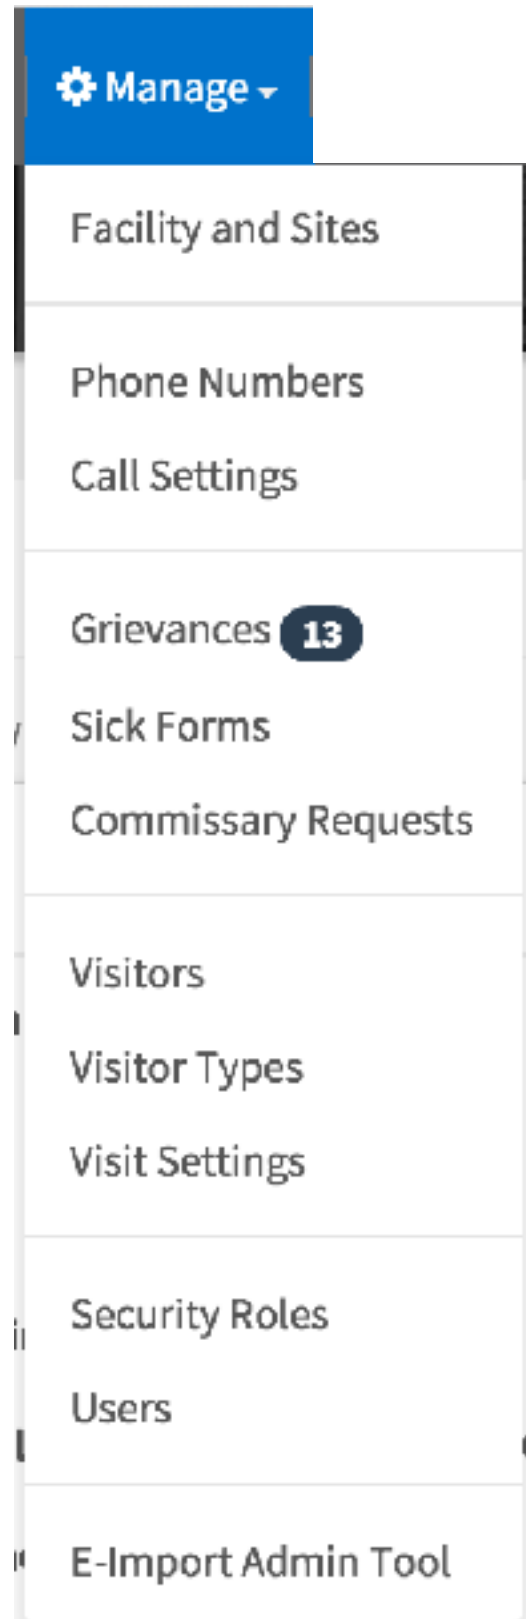 Manage
Facility and Sites
Phone Numbers
Call Settings
Grievances 13
Sick Forms
Commissary Requests
Visitors
Visitor Types
Visit Settings
Security Roles
Users
E-Import Admin Tool